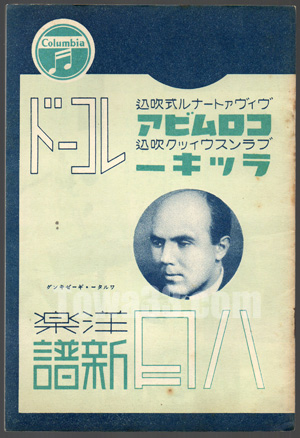 Columbia
ヴィヴァトーナル式吹込
コロムビア
ブランスウィック吹込
ラッキー
レコード
ワルター・ギーゼキング
八月
洋楽
新譜